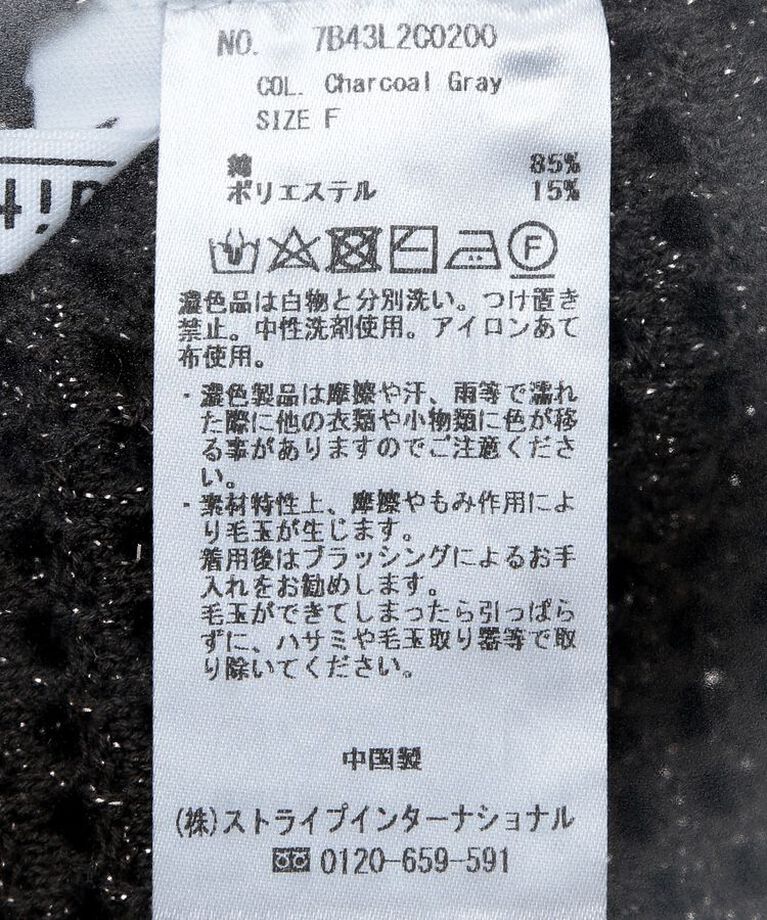 NO. 7B43L2C0200
COL. Charcoal Gray
SIZE F
綿 85%
ポリエステル 15%
F
濃色品は白物と分別洗い。つけ置き
禁止。中性洗剤使用。アイロンあて
布使用。
・濃色製品は摩擦や汗、雨等で濡れ
た際に他の衣類や小物類に色が移
る事がありますのでご注意くださ
い。
・素材特性上、摩擦やもみ作用によ
り毛玉が生じます。
着用後はブラッシングによるお手
入れをお勧めします。
毛玉ができてしまったら引っぱら
ずに、ハサミや毛玉取り器等で取
り除いてください。
中国製
(株)ストライプインターナショナル
0120-659-591